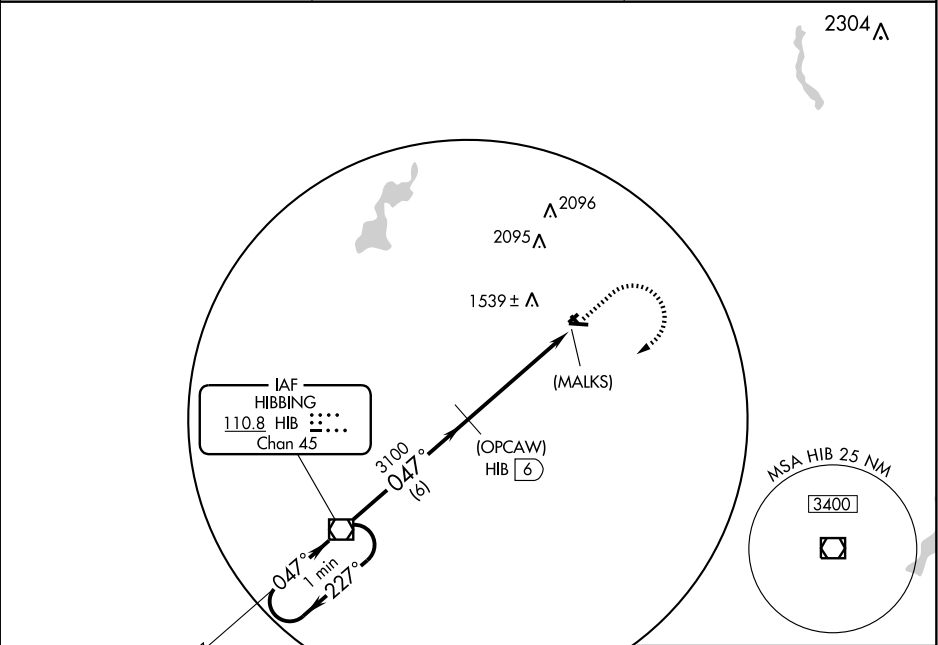 2304
2096
2095
1539 ±
(MALKS)
IAF
HIBBING
110.8 HIB
Chan 45
3100
047°
(6)
(OPCAW)
HIB 6
047°
1 min
227°
MSA HIB 25 NM
3400